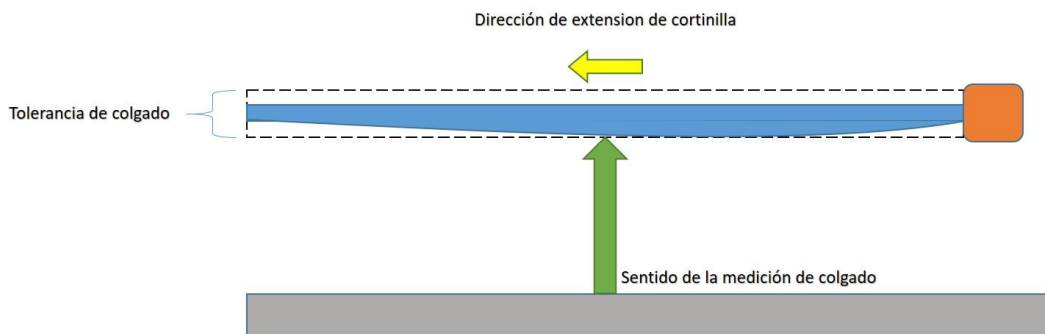 Dirección de extension de cortinilla
Tolerancia de colgado
Sentido de la medición de colgado